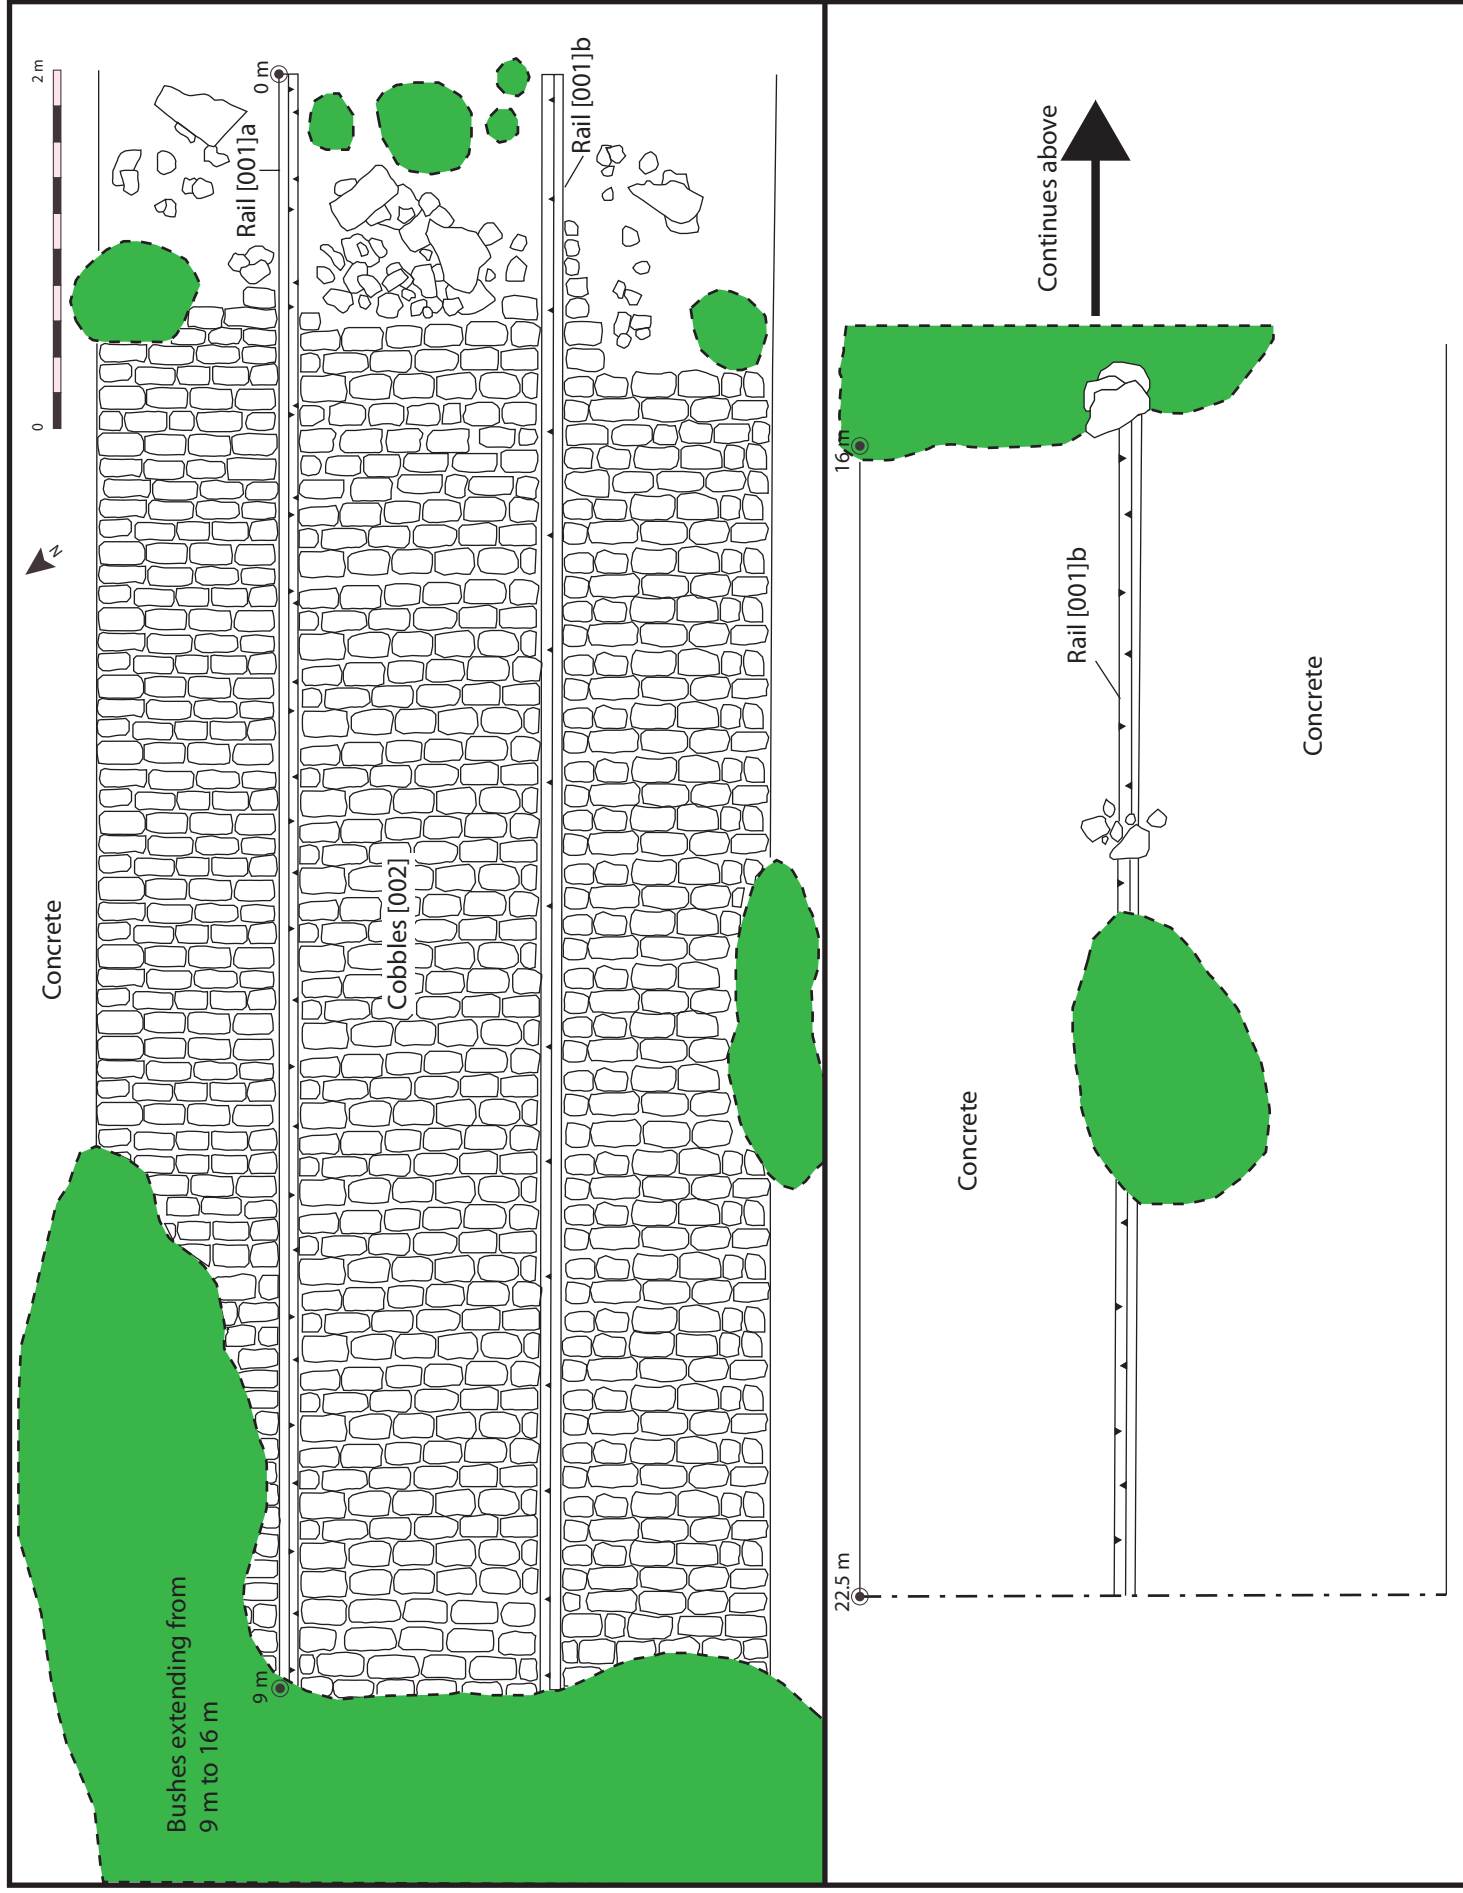 2 m
0
N
Concrete
0 m
Rail [001]a
Rail [001]b
Cobbles [002]
9 m
Bushes extending from
9 m to 16 m
Continues above
16 m
Rail [001]b
Concrete
Concrete
22.5 m